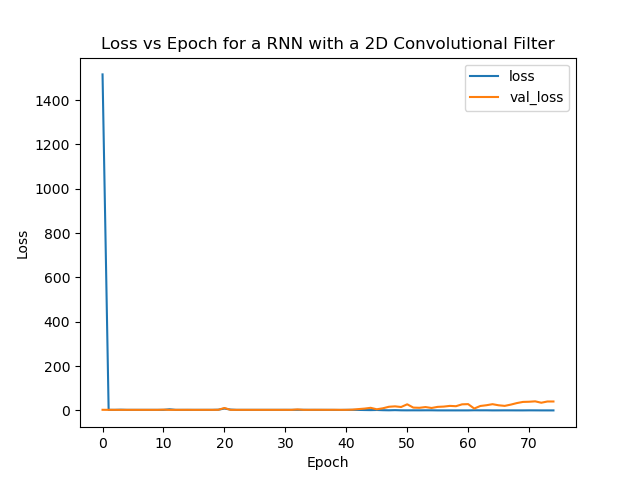 Loss vs Epoch for a RNN with a 2D Convolutional Filter
loss
val_loss
1400
1200
1000
800
600
400
200
0
Loss
0 10 20 30 40 50 60 70
Epoch